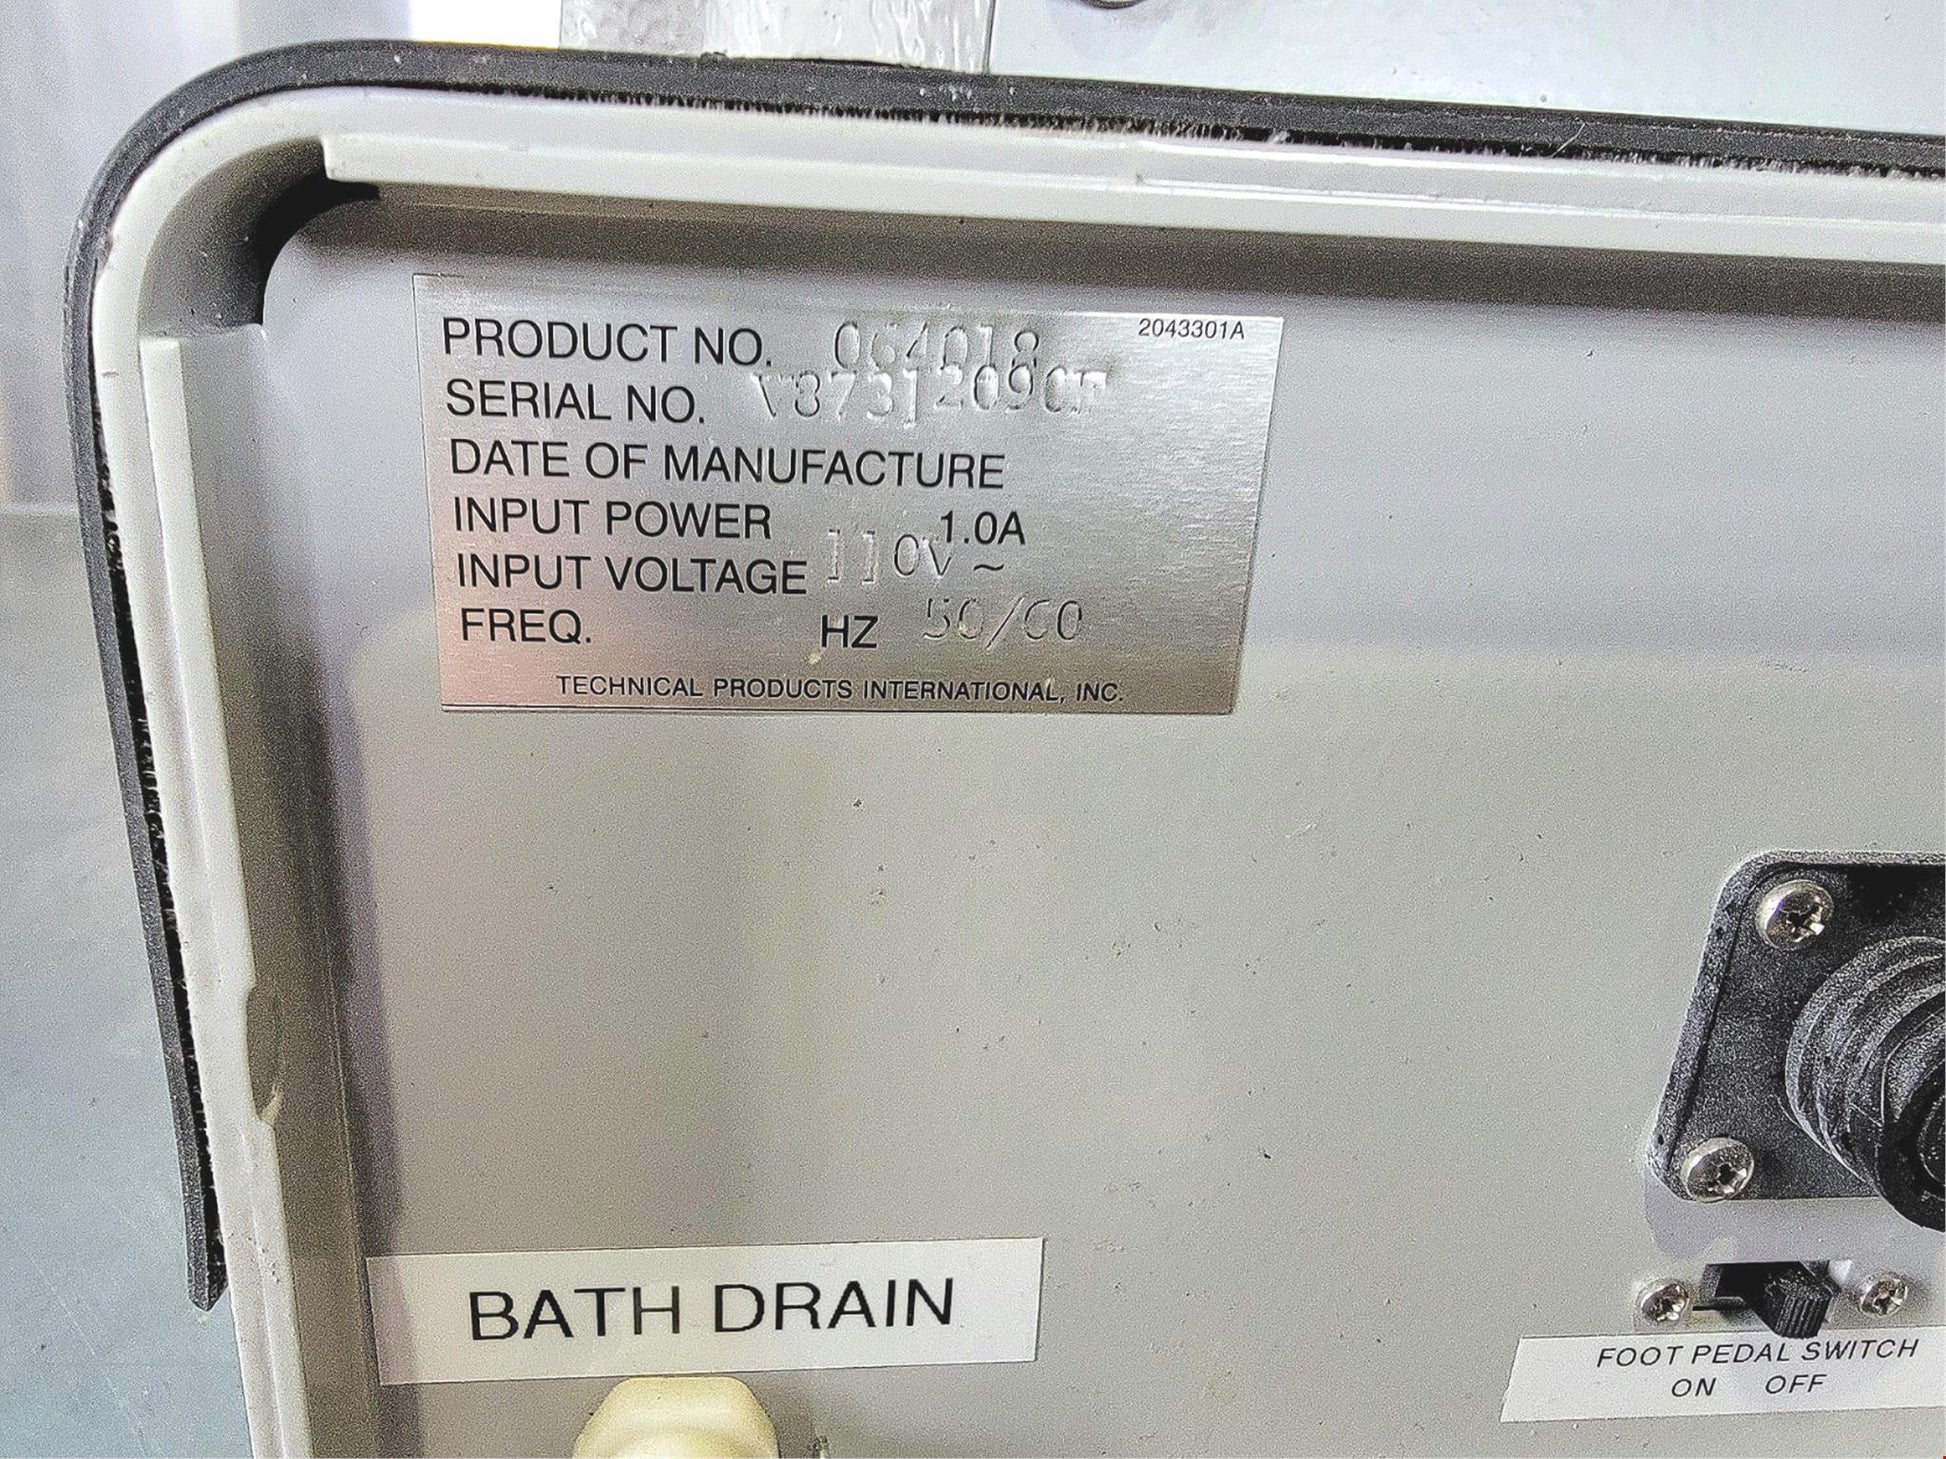 PRODUCT NO. 064018 2043301A
SERIAL NO. V8731209CF
DATE OF MANUFACTURE
INPUT POWER 1.0A
INPUT VOLTAGE 110V ~
FREQ. HZ 50/60
TECHNICAL PRODUCTS INTERNATIONAL, INC.
BATH DRAIN
FOOT PEDAL SWITCH
ON OFF